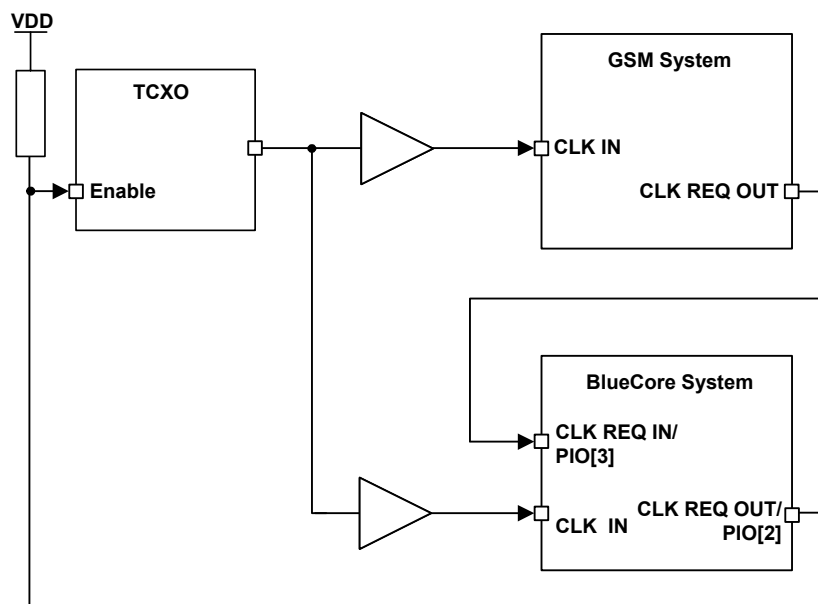 VDD
TCXO
Enable
GSM System
CLK IN
CLK REQ OUT
BlueCore System
CLK REQ IN/
PIO[3]
CLK REQ OUT/
PIO[2]
CLK IN